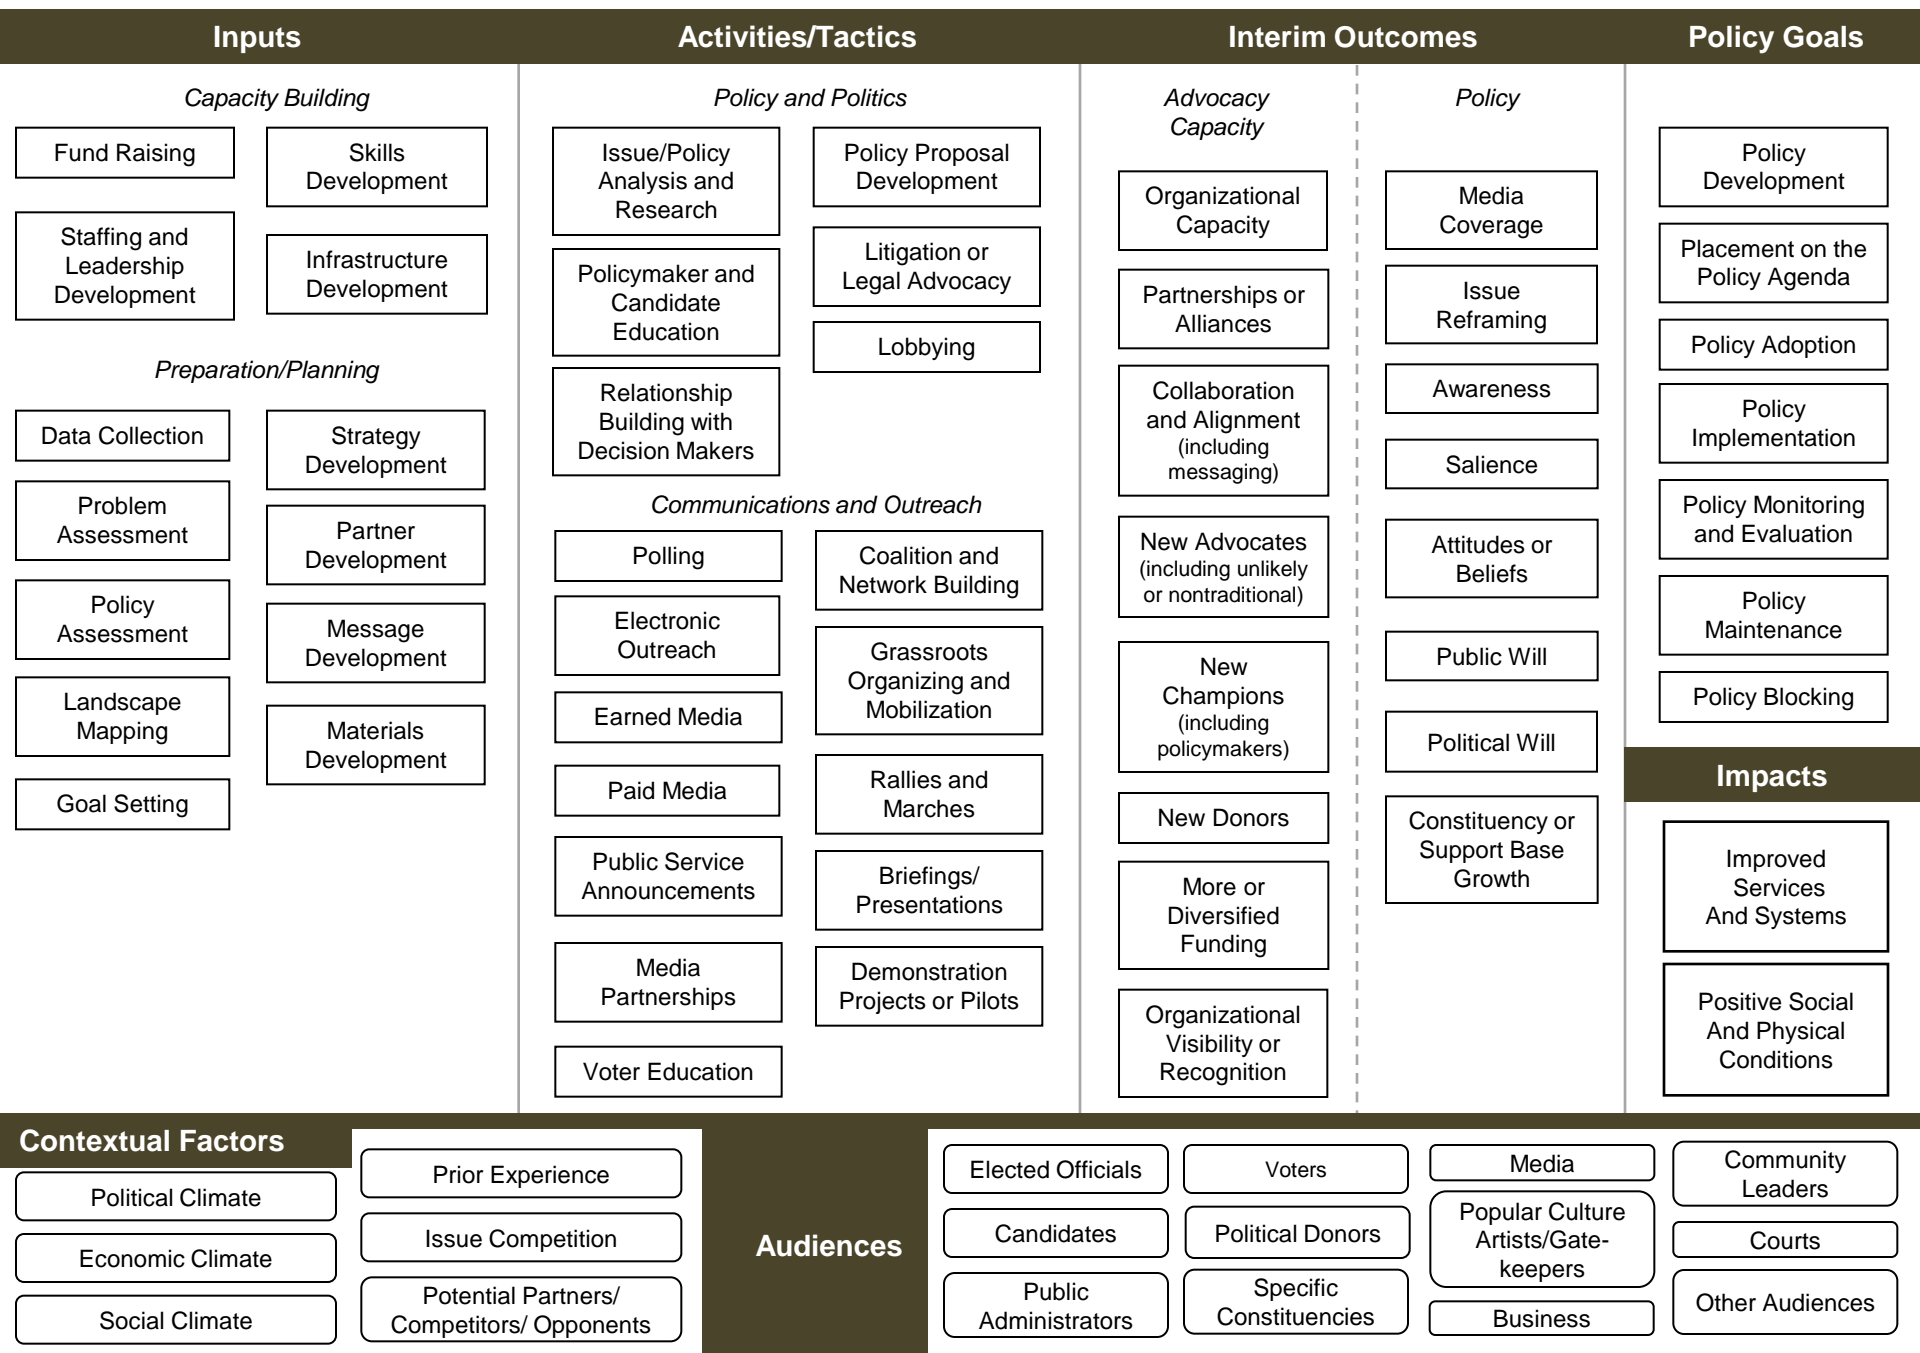 Inputs
Activities/Tactics
Interim Outcomes
Policy Goals
Capacity Building
Fund Raising
Skills
Development
Staffing and
Leadership
Development
Infrastructure
Development
Preparation/Planning
Data Collection
Strategy
Development
Problem
Assessment
Partner
Development
Policy
Assessment
Message
Development
Landscape
Mapping
Materials
Development
Goal Setting
Policy and Politics
Issue/Policy
Analysis and
Research
Policy Proposal
Development
Policymaker and
Candidate
Education
Litigation or
Legal Advocacy
Lobbying
Relationship
Building with
Decision Makers
Communications and Outreach
Polling
Coalition and
Network Building
Electronic
Outreach
Grassroots
Organizing and
Mobilization
Earned Media
Paid Media
Rallies and
Marches
Public Service
Announcements
Briefings/
Presentations
Media
Partnerships
Demonstration
Projects or Pilots
Voter Education
Advocacy
Capacity
Organizational
Capacity
Partnerships or
Alliances
Collaboration
and Alignment
(including
messaging)
New Advocates
(including unlikely
or nontraditional)
New
Champions
(including
policymakers)
New Donors
More or
Diversified
Funding
Organizational
Visibility or
Recognition
Policy
Media
Coverage
Issue
Reframing
Awareness
Salience
Attitudes or
Beliefs
Public Will
Political Will
Constituency or
Support Base
Growth
Policy
Development
Placement on the
Policy Agenda
Policy Adoption
Policy
Implementation
Policy Monitoring
and Evaluation
Policy
Maintenance
Policy Blocking
Impacts
Improved
Services
And Systems
Positive Social
And Physical
Conditions
Contextual Factors
Political Climate
Economic Climate
Social Climate
Prior Experience
Issue Competition
Potential Partners/
Competitors/ Opponents
Audiences
Elected Officials
Candidates
Public
Administrators
Voters
Political Donors
Specific
Constituencies
Media
Popular Culture
Artists/Gate-
keepers
Business
Community
Leaders
Courts
Other Audiences